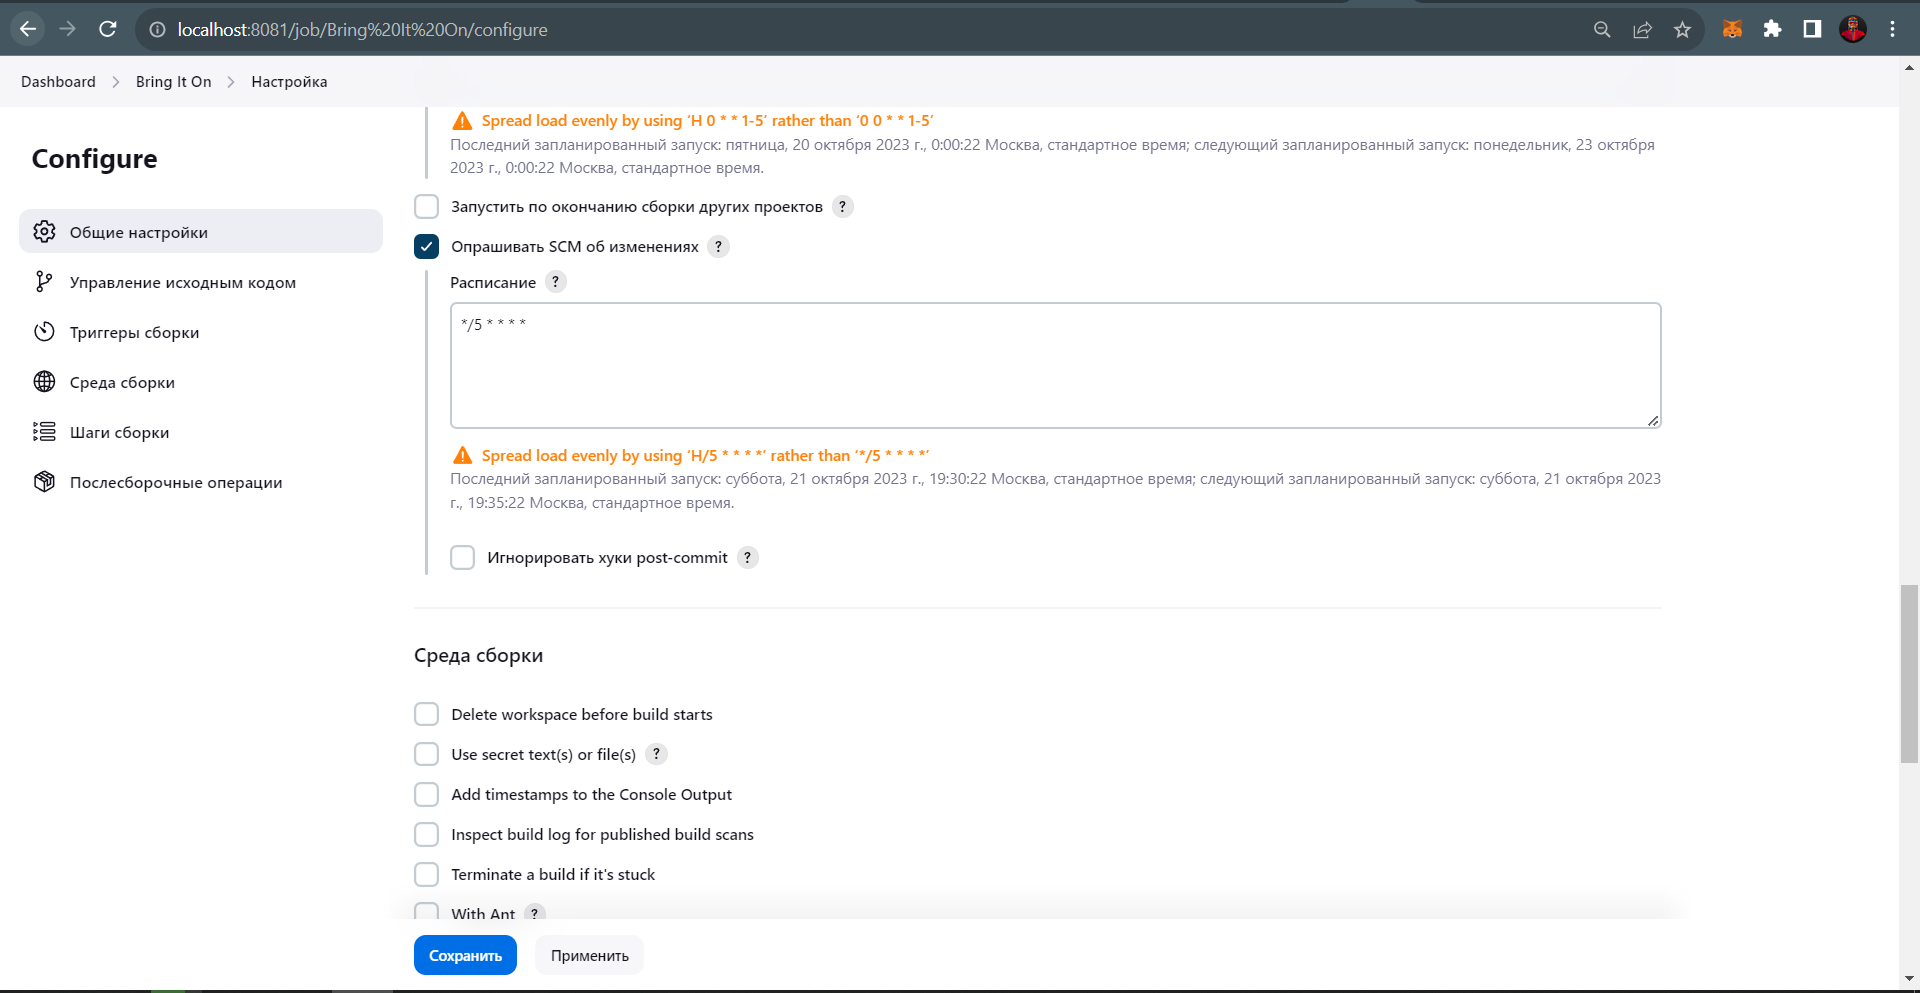 localhost:8081/job/Bring%20It%20On/configure
Dashboard > Bring It On > Настройка
Configure
Общие настройки
Управление исходным кодом
Триггеры сборки
Среда сборки
Шаги сборки
Послесборочные операции
Spread load evenly by using ‘H 0 * * 1-5’ rather than ‘0 0 * * 1-5’
Последний запланированный запуск: пятница, 20 октября 2023 г., 0:00:22 Москва, стандартное время; следующий запланированный запуск: понедельник, 23 октября
2023 г., 0:00:22 Москва, стандартное время.
Запустить по окончанию сборки других проектов ?
Опрашивать SCM об изменениях ?
Расписание ?
*/5 * * * *
Spread load evenly by using ‘H/5 * * * *’ rather than ‘*/5 * * * *’
Последний запланированный запуск: суббота, 21 октября 2023 г., 19:30:22 Москва, стандартное время; следующий запланированный запуск: суббота, 21 октября 2023
г., 19:35:22 Москва, стандартное время.
Игнорировать хуки post-commit ?
Среда сборки
Delete workspace before build starts
Use secret text(s) or file(s) ?
Add timestamps to the Console Output
Inspect build log for published build scans
Terminate a build if it's stuck
With Ant ?
Сохранить
Применить